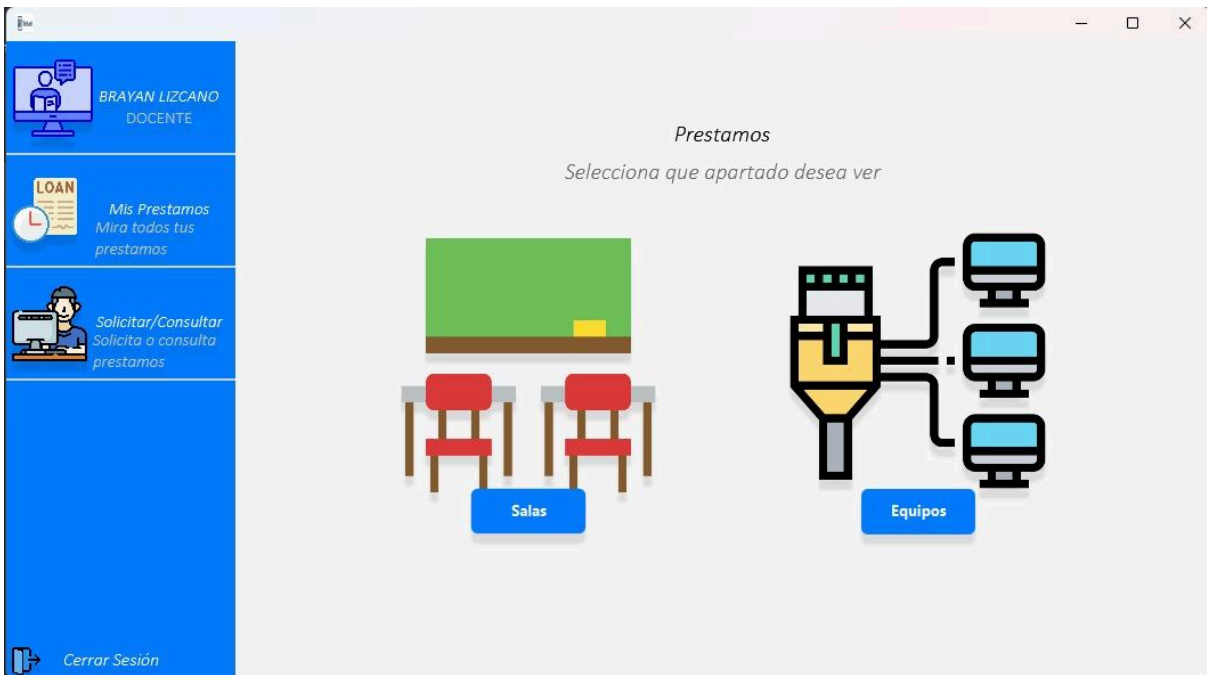 BRAYAN LIZCANO
DOCENTE
LOAN
Mis Prestamos
Mira todos tus
prestamos
Solicitar/Consultar
Solicita o consulta
prestamos
Cerrar Sesión
Prestamos
Selecciona que apartado desea ver
Salas
Equipos